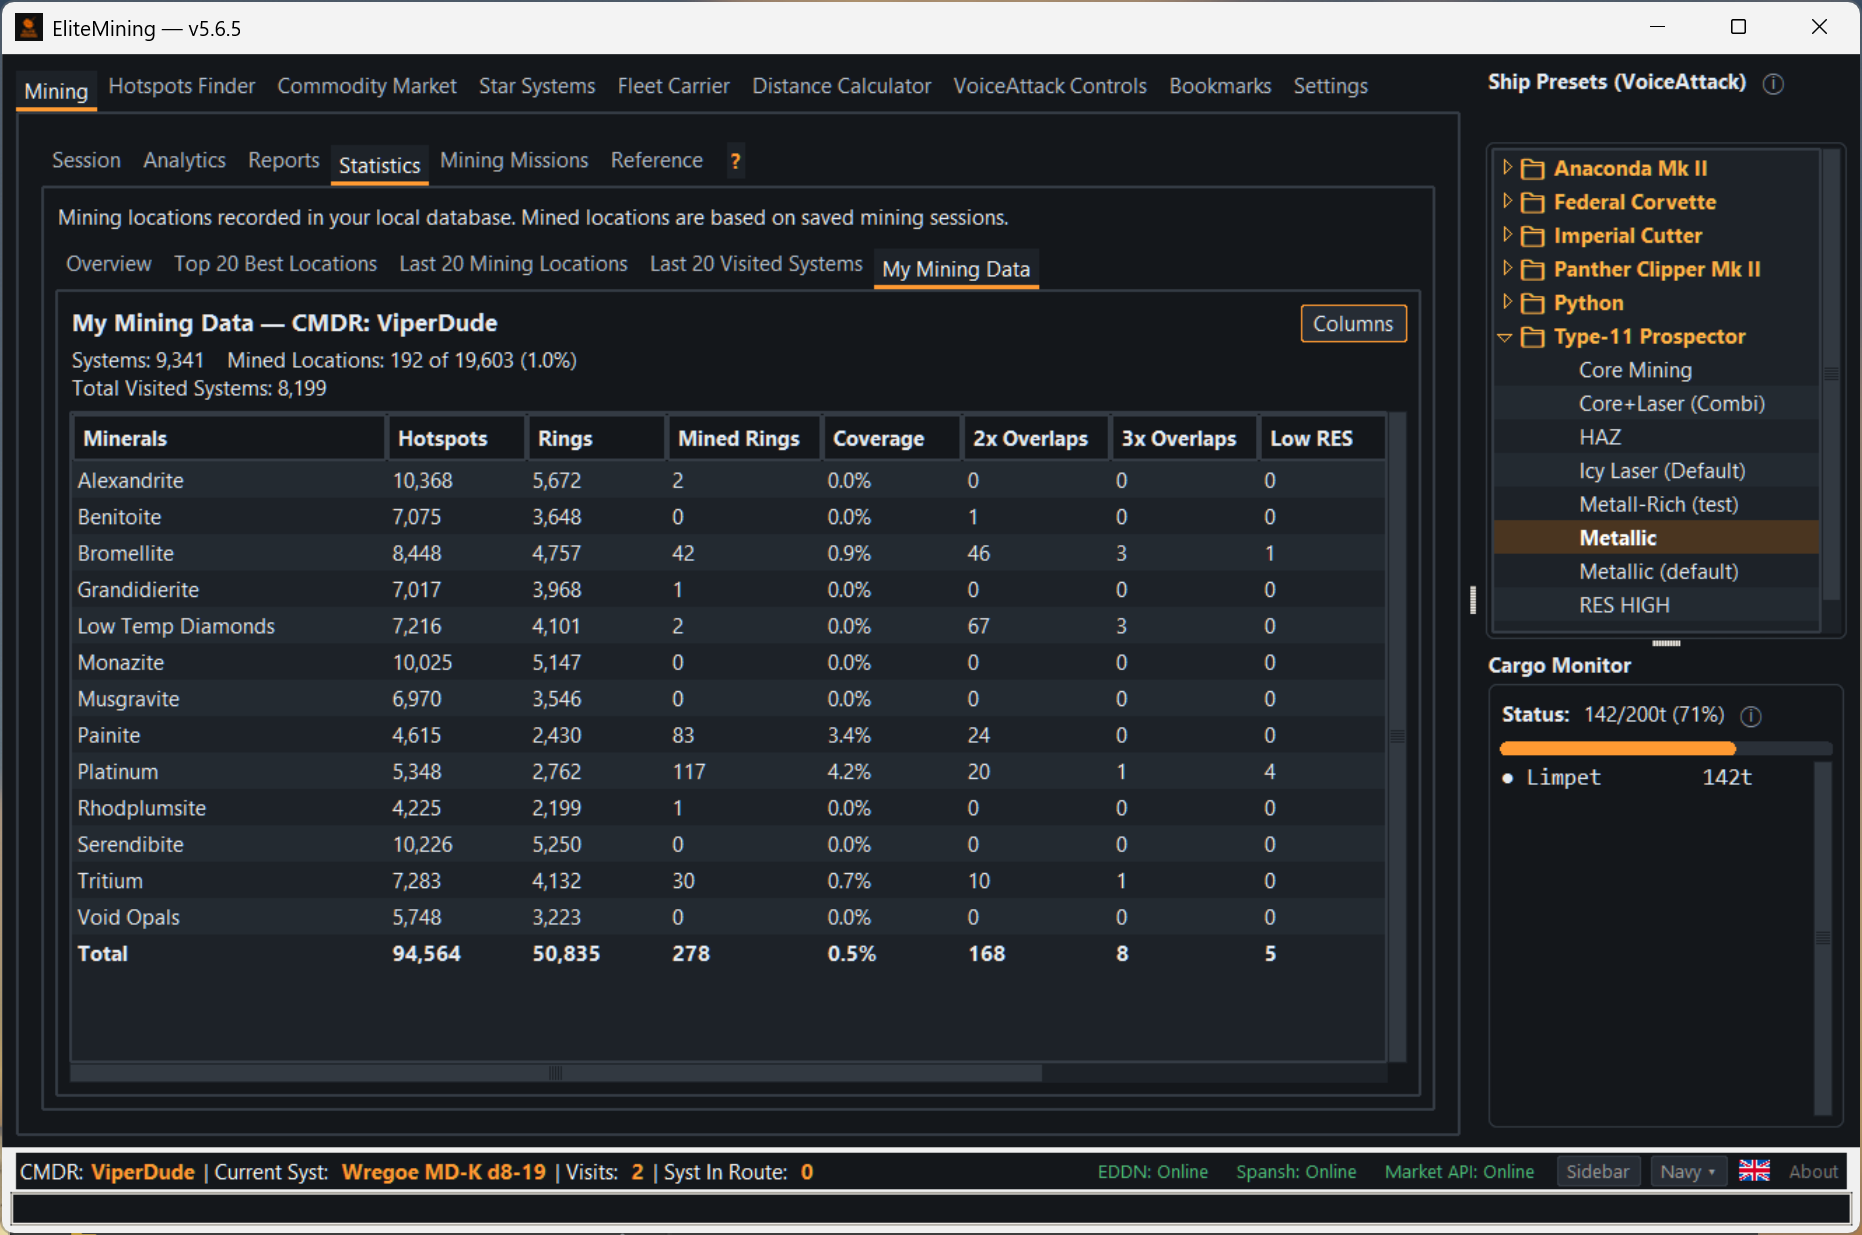 EliteMining — v5.6.5
Mining Hotspots Finder Commodity Market Star Systems Fleet Carrier Distance Calculator VoiceAttack Controls Bookmarks Settings
Session Analytics Reports Statistics Mining Missions Reference ?
Mining locations recorded in your local database. Mined locations are based on saved mining sessions.
Overview Top 20 Best Locations Last 20 Mining Locations Last 20 Visited Systems My Mining Data
My Mining Data — CMDR: ViperDude
Columns
Systems: 9,341 Mined Locations: 192 of 19,603 (1.0%)
Total Visited Systems: 8,199
Minerals Hotspots Rings Mined Rings Coverage 2x Overlaps 3x Overlaps Low RES
Alexandrite 10,368 5,672 2 0.0% 0 0 0
Benitoite 7,075 3,648 0 0.0% 1 0 0
Bromellite 8,448 4,757 42 0.9% 46 3 1
Grandidierite 7,017 3,968 1 0.0% 0 0 0
Low Temp Diamonds 7,216 4,101 2 0.0% 67 3 0
Monazite 10,025 5,147 0 0.0% 0 0 0
Musgravite 6,970 3,546 0 0.0% 0 0 0
Painite 4,615 2,430 83 3.4% 24 0 0
Platinum 5,348 2,762 117 4.2% 20 1 4
Rhodplumsite 4,225 2,199 1 0.0% 0 0 0
Serendibite 10,226 5,250 0 0.0% 0 0 0
Tritium 7,283 4,132 30 0.7% 10 1 0
Void Opals 5,748 3,223 0 0.0% 0 0 0
Total 94,564 50,835 278 0.5% 168 8 5
Ship Presets (VoiceAttack)
Anaconda Mk II
Federal Corvette
Imperial Cutter
Panther Clipper Mk II
Python
Type-11 Prospector
Core Mining
Core+Laser (Combi)
HAZ
Icy Laser (Default)
Metall-Rich (test)
Metallic
Metallic (default)
RES HIGH
Cargo Monitor
Status: 142/200t (71%)
Limpet 142t
CMDR: ViperDude | Current Syst: Wregoe MD-K d8-19 | Visits: 2 | Syst In Route: 0
EDDN: Online Spansh: Online Market API: Online Sidebar Navy About